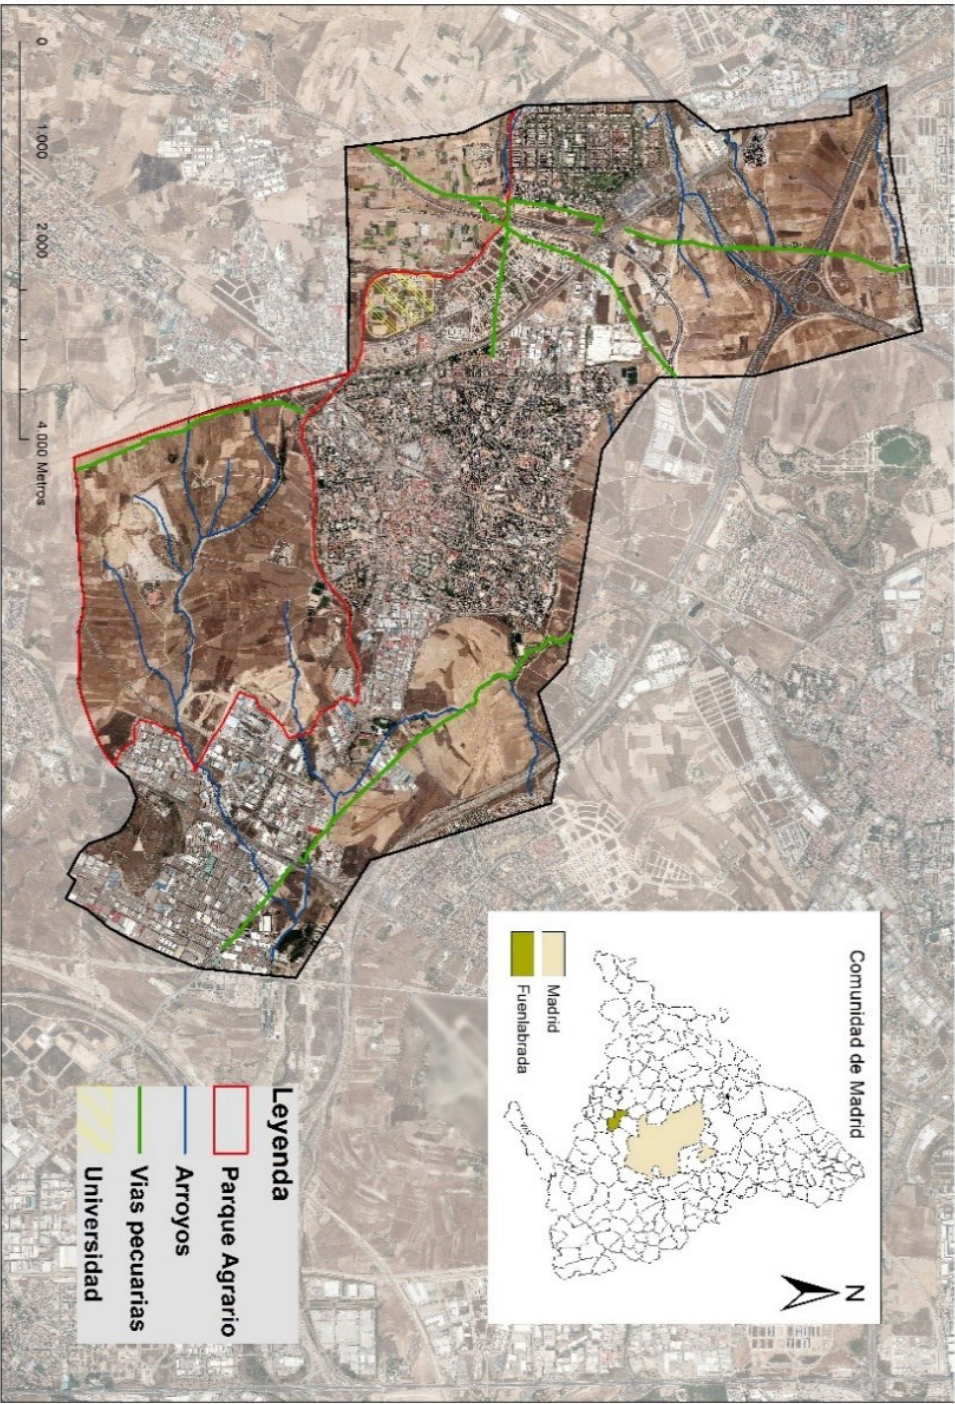 Comunidad de Madrid
N
Madrid
Fuenlabrada
Leyenda
Parque Agrario
Arroyos
Vias pecuarias
Universidad
0 1.000 2.000 4.000 Metros